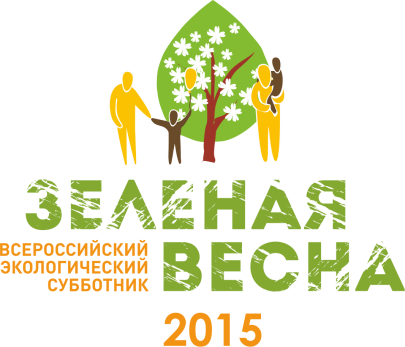 ЗЕЛЕНАЯ
ВСЕРОССИЙСКИЙ
ЭКОЛОГИЧЕСКИЙ
СУББОТНИК
ВЕСНА
2015